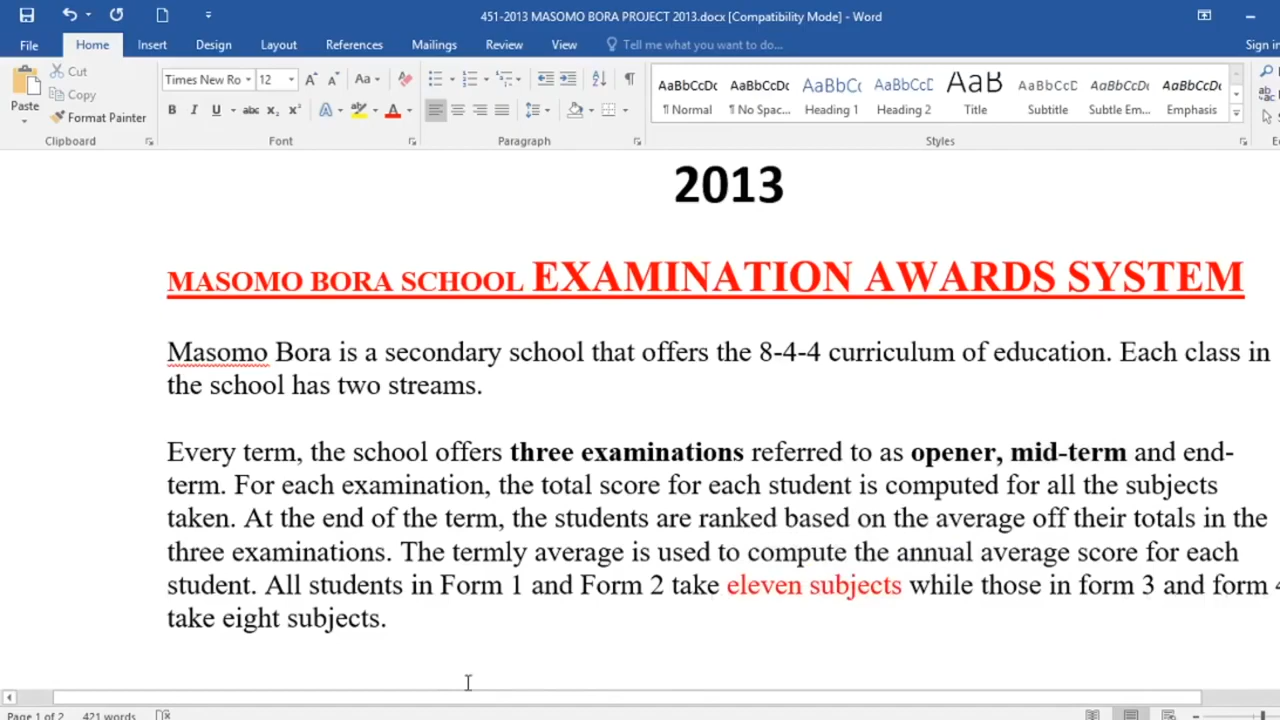 451-2013 MASOMO BORA PROJECT 2013.docx [Compatibility Mode] - Word
File Home Insert Design Layout References Mailings Review View Tell me what you want to do... Sign in
Cut
Copy
Format Painter
Paste
Times New Ro 12
AaBbCcDc AaBbCcDc AaBbCc AaBbCcD AaB AaBbCcD AaBbCcDc AaBbCcDc
¶ Normal ¶ No Spac... Heading 1 Heading 2 Title Subtitle Subtle Em... Emphasis
Clipboard Font Paragraph Styles
2013
MASOMO BORA SCHOOL EXAMINATION AWARDS SYSTEM
Masomo Bora is a secondary school that offers the 8-4-4 curriculum of education. Each class in
the school has two streams.
Every term, the school offers three examinations referred to as opener, mid-term and end-
term. For each examination, the total score for each student is computed for all the subjects
taken. At the end of the term, the students are ranked based on the average off their totals in the
three examinations. The termly average is used to compute the annual average score for each
student. All students in Form 1 and Form 2 take eleven subjects while those in form 3 and form 4
take eight subjects.
Page 1 of 2 421 words